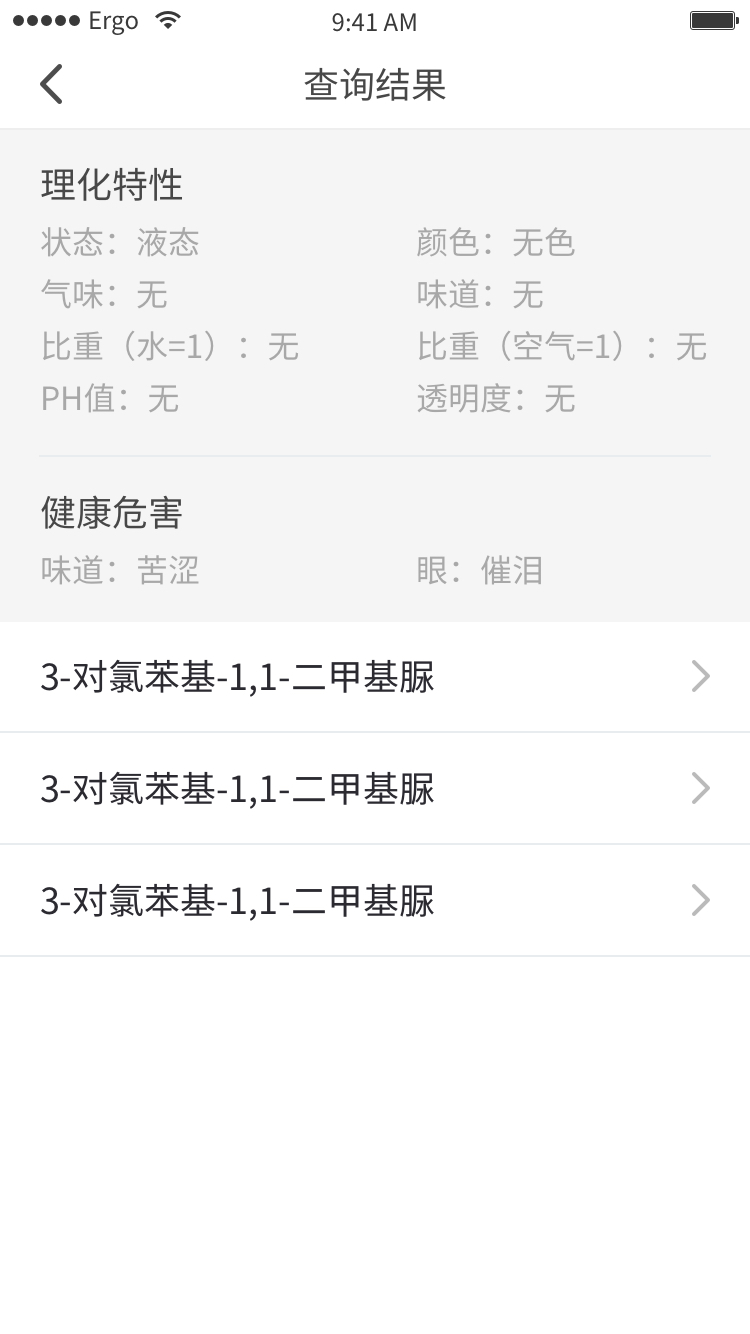 Ergo 9:41 AM
查询结果
理化特性
状态：液态 颜色：无色
气味：无 味道：无
比重（水=1）：无 比重（空气=1）：无
PH值：无 透明度：无
健康危害
味道：苦涩 眼：催泪
3-对氯苯基-1,1-二甲基脲
3-对氯苯基-1,1-二甲基脲
3-对氯苯基-1,1-二甲基脲